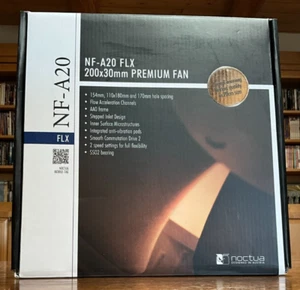 NF-A20 FLX
200x30mm PREMIUM FAN
154mm, 110x180mm and 170mm hole spacing
Flow Acceleration Channels
AAO frame
Stepped Inlet Design
Inner Surface Microstructures
Integrated anti-vibration pads
Smooth Commutation Drive 2
3 speed settings for full flexibility
SSO2 bearing
NF-A20
FLX
noctua